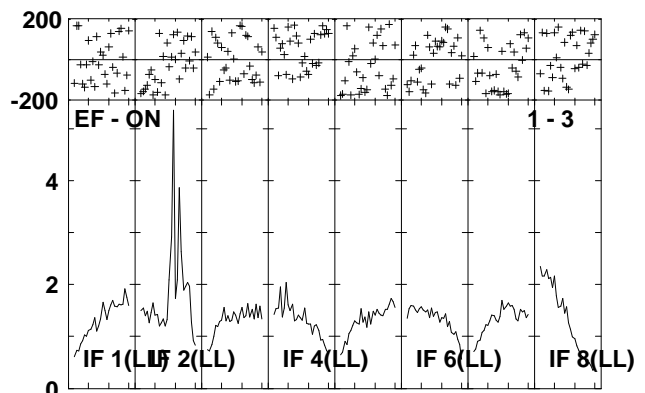 200
-200
EF - ON 1 - 3
4
2
IF 1(LL) IF 2(LL) IF 4(LL) IF 6(LL) IF 8(LL)
0